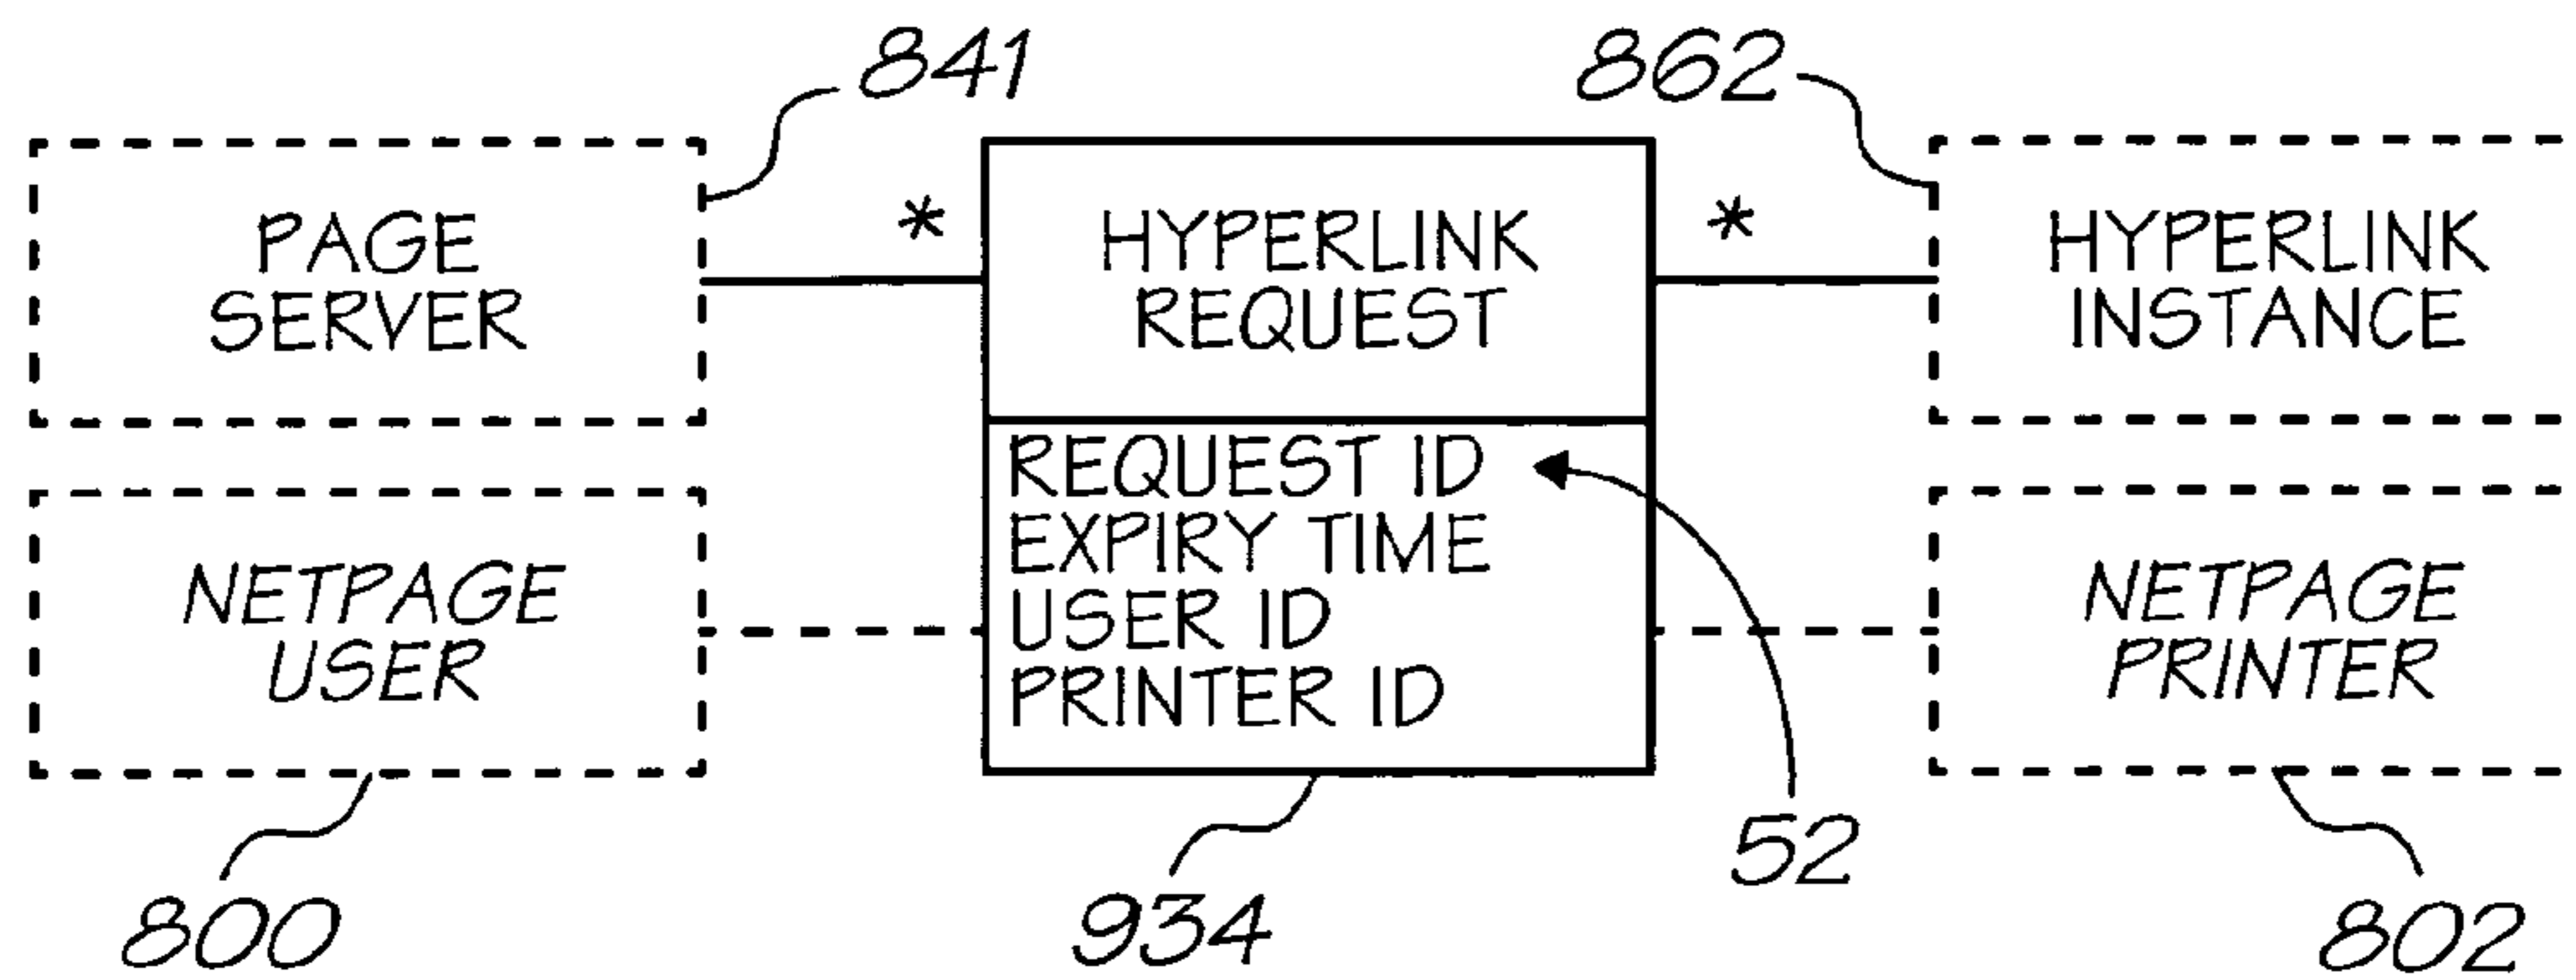 841
862
PAGE
SERVER
*
HYPERLINK
REQUEST
*
HYPERLINK
INSTANCE
REQUEST ID
EXPIRY TIME
USER ID
PRINTER ID
NETPAGE
USER
NETPAGE
PRINTER
52
800
934
802